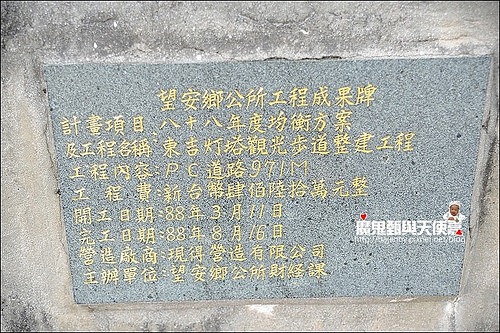 望安鄉公所工程成果牌
計畫項目:八十八年度均衡方案
及工程名稱:東吉灯塔觀光步道整建工程
工程內容:PC道路971M
工程費:新台幣肆佰陸拾萬元整
開工日期:88年3月11日
完工日期:88年8月16日
營造廠商:現得營造有限公司
主辦單位:望安鄉公所財經課